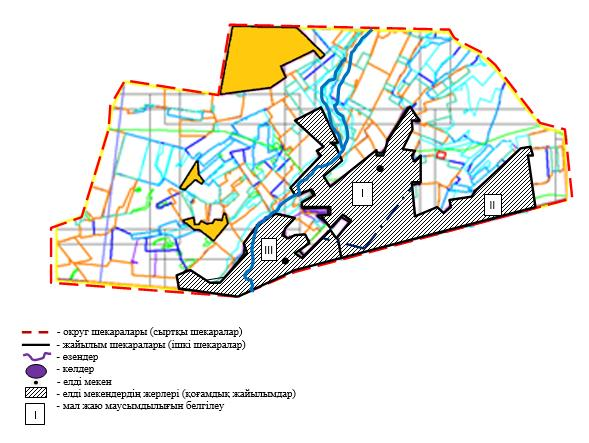 I
II
III
- округ шекаралары (сыртқы шекаралар)
- жайылым шекаралары (ішкі шекаралар)
- өзендер
- көлдер
- елді мекен
- елді мекендердің жерлері (қоғамдық жайылымдар)
I - мал жаю маусымдылығын белгілеу